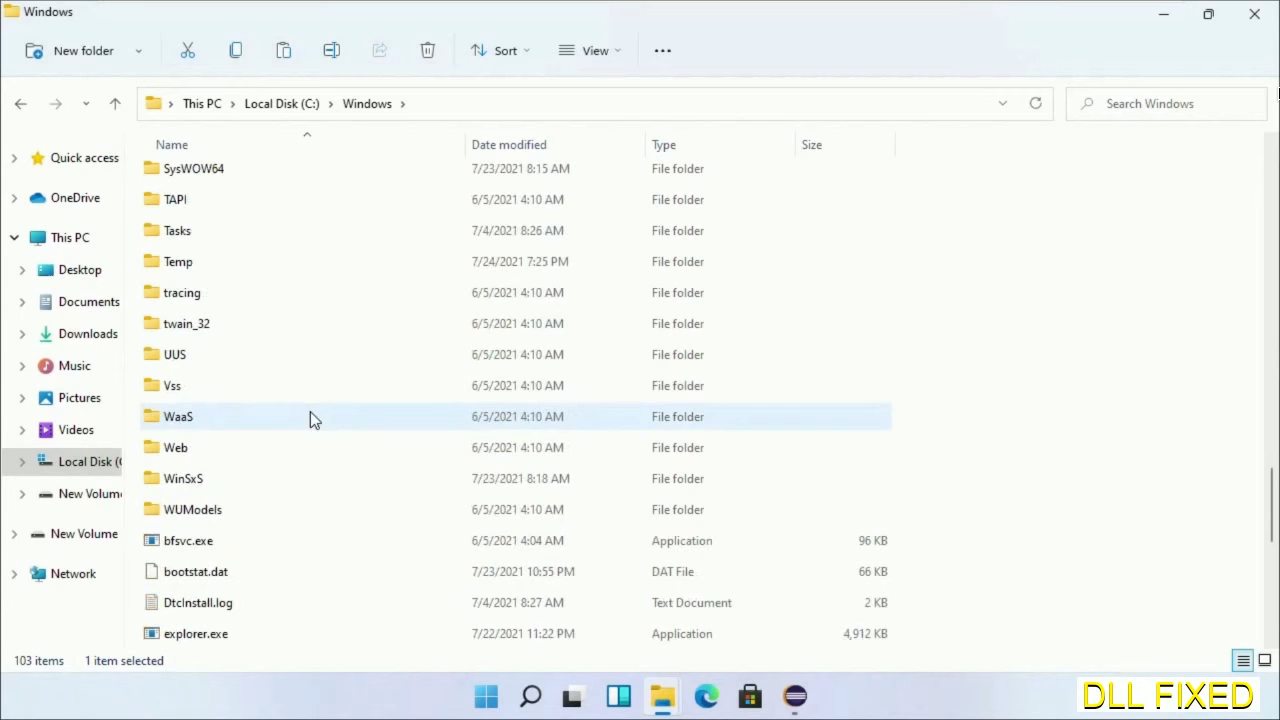 Windows
New folder
Sort
View
This PC
Local Disk (C:)
Windows
Search Windows
Name
Date modified
Type
Size
Quick access
OneDrive
This PC
Desktop
Documents
Downloads
Music
Pictures
Videos
Local Disk (
New Volum
New Volume
Network
SysWOW64 7/23/2021 8:15 AM File folder
TAPI 6/5/2021 4:10 AM File folder
Tasks 7/4/2021 8:26 AM File folder
Temp 7/24/2021 7:25 PM File folder
tracing 6/5/2021 4:10 AM File folder
twain_32 6/5/2021 4:10 AM File folder
UUS 6/5/2021 4:10 AM File folder
Vss 6/5/2021 4:10 AM File folder
WaaS 6/5/2021 4:10 AM File folder
Web 6/5/2021 4:10 AM File folder
WinSxS 7/23/2021 8:18 AM File folder
WUModels 6/5/2021 4:10 AM File folder
bfsvc.exe 6/5/2021 4:04 AM Application 96 KB
bootstat.dat 7/23/2021 10:55 PM DAT File 66 KB
DtcInstall.log 7/4/2021 8:27 AM Text Document 2 KB
explorer.exe 7/22/2021 11:22 PM Application 4,912 KB
103 items
1 item selected
DLL FIXED